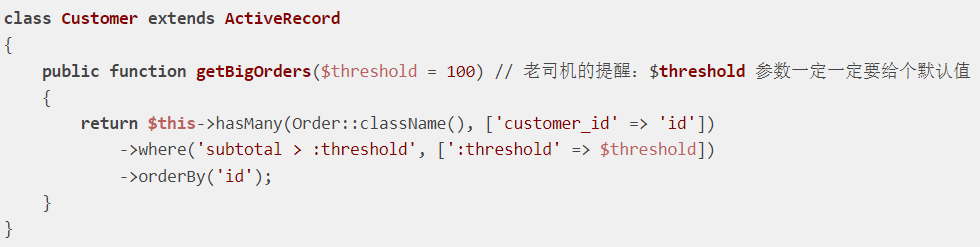 class Customer extends ActiveRecord
{
    public function getBigOrders($threshold = 100) // 老司机的提醒：$threshold 参数一定一定要给个默认值
    {
        return $this->hasMany(Order::className(), ['customer_id' => 'id'])
            ->where('subtotal > :threshold', [':threshold' => $threshold])
            ->orderBy('id');
    }
}